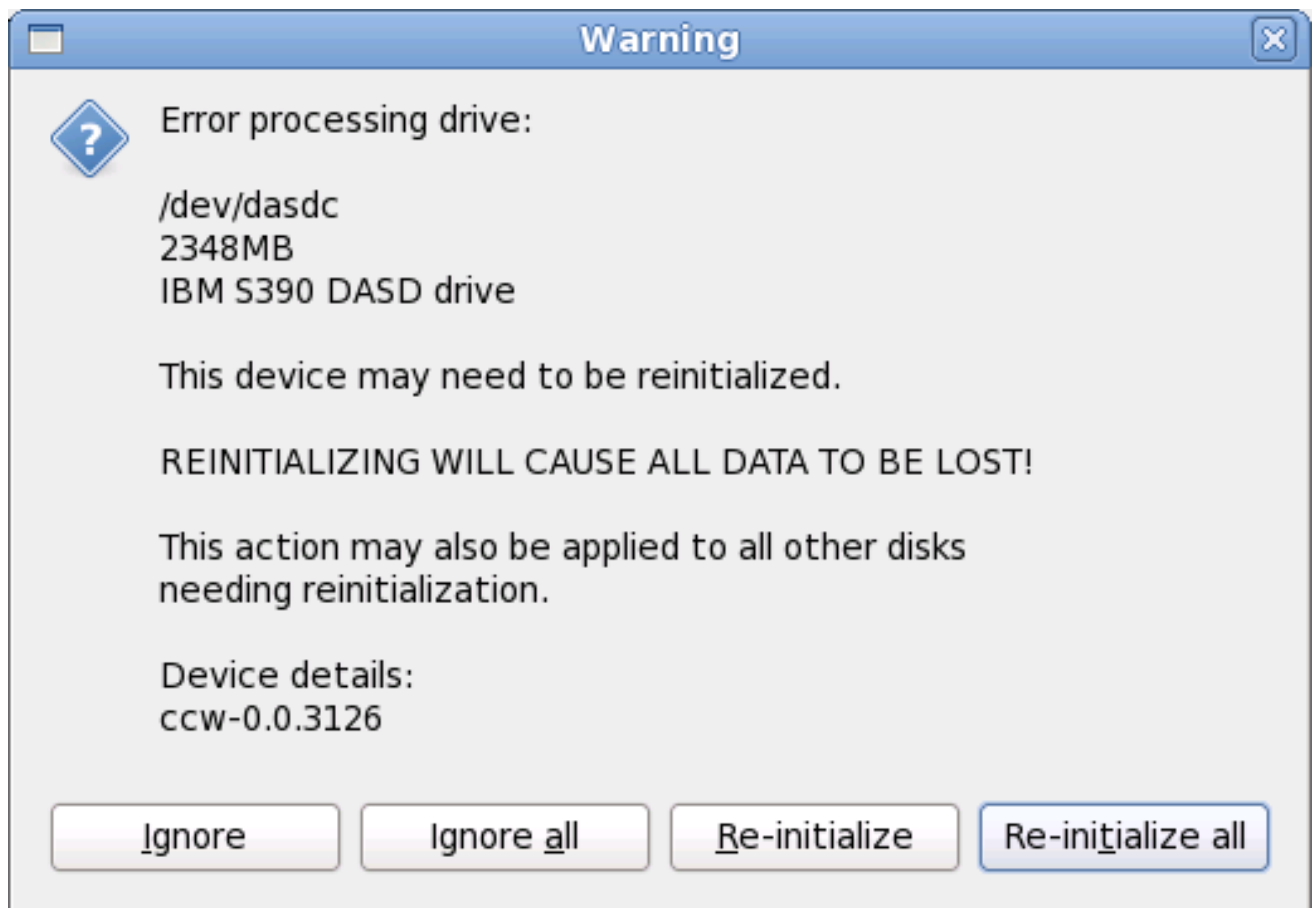 Warning
Error processing drive:
/dev/dasdc
2348MB
IBM S390 DASD drive
This device may need to be reinitialized.
REINITIALIZING WILL CAUSE ALL DATA TO BE LOST!
This action may also be applied to all other disks
needing reinitialization.
Device details:
ccw-0.0.3126
Ignore
Ignore all
Re-initialize
Re-initialize all